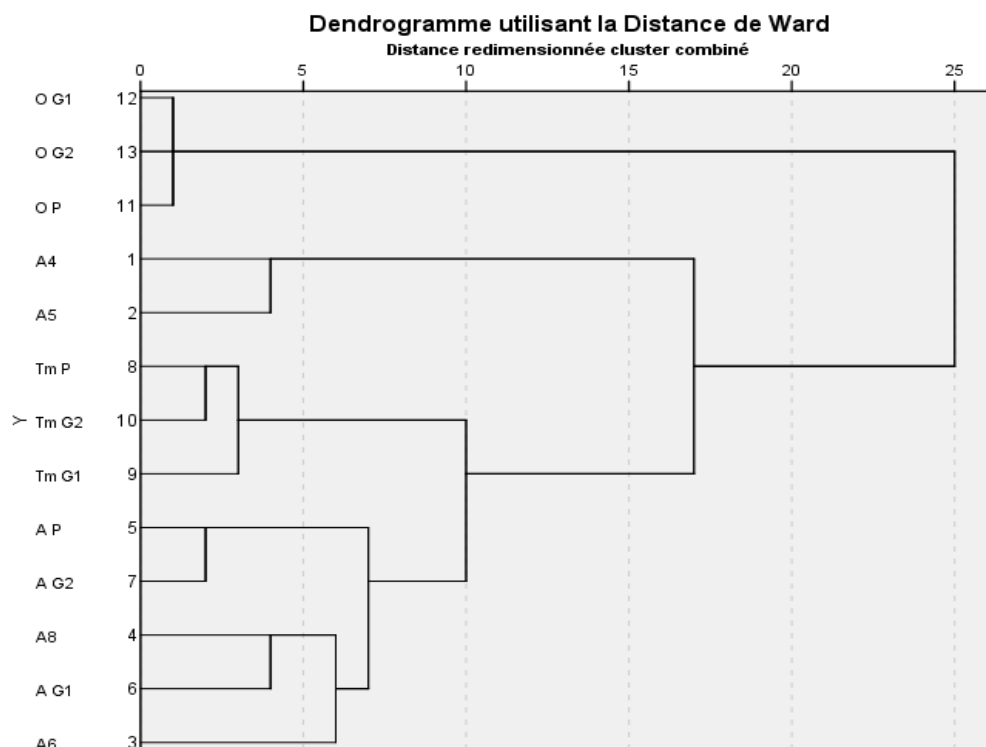 Dendrogramme utilisant la Distance de Ward
Distance redimensionnée cluster combiné
0 5 10 15 20 25
O G1 12
O G2 13
O P 11
A4 1
A5 2
Tm P 8
Y Tm G2 10
Tm G1 9
A P 5
A G2 7
A8 4
A G1 6
A6 3